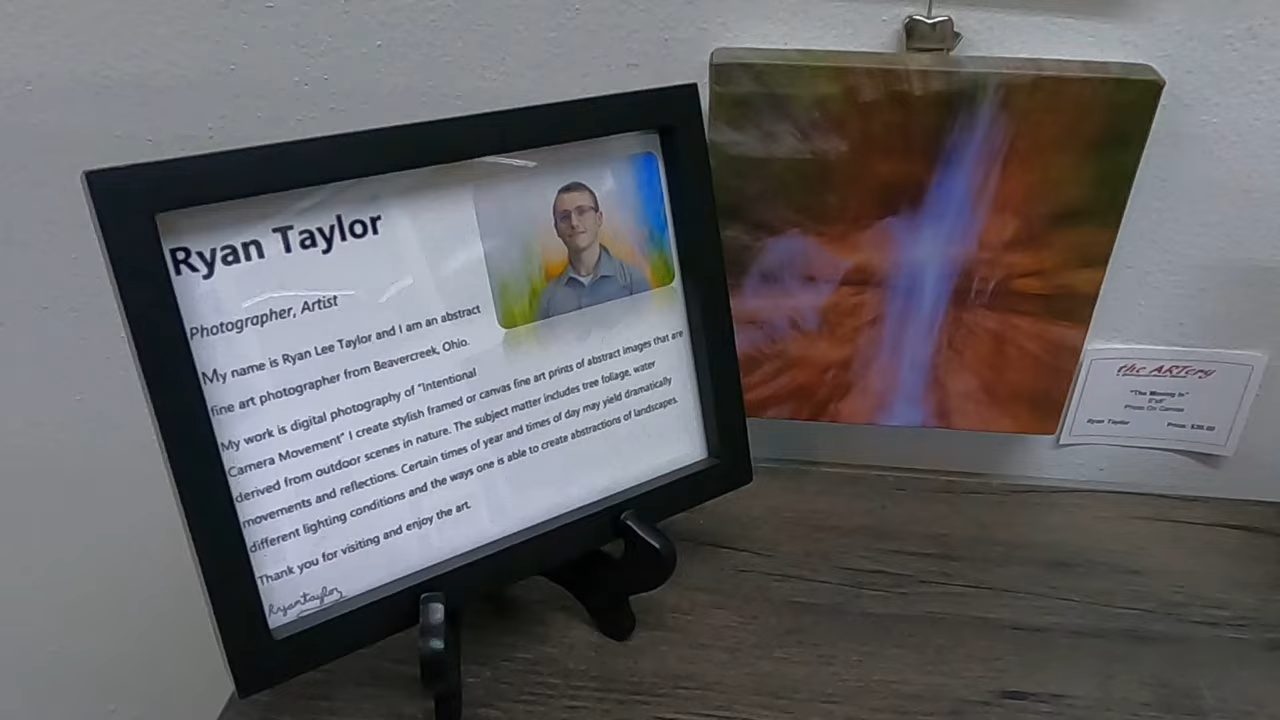 Ryan Taylor
Photographer, Artist
My name is Ryan Lee Taylor and I am an abstract
fine art photographer from Beavercreek, Ohio.
My work is digital photography of "Intentional
Camera Movement" I create stylish framed or canvas fine art prints of abstract images that are
derived from outdoor scenes in nature. The subject matter includes tree foliage, water
movements and reflections. Certain times of year and times of day may yield dramatically
different lighting conditions and the ways one is able to create abstractions of landscapes.
Thank you for visiting and enjoy the art.
Ryan Taylor
the ARTery
Photo On Canvas
Ryan Taylor
Price: